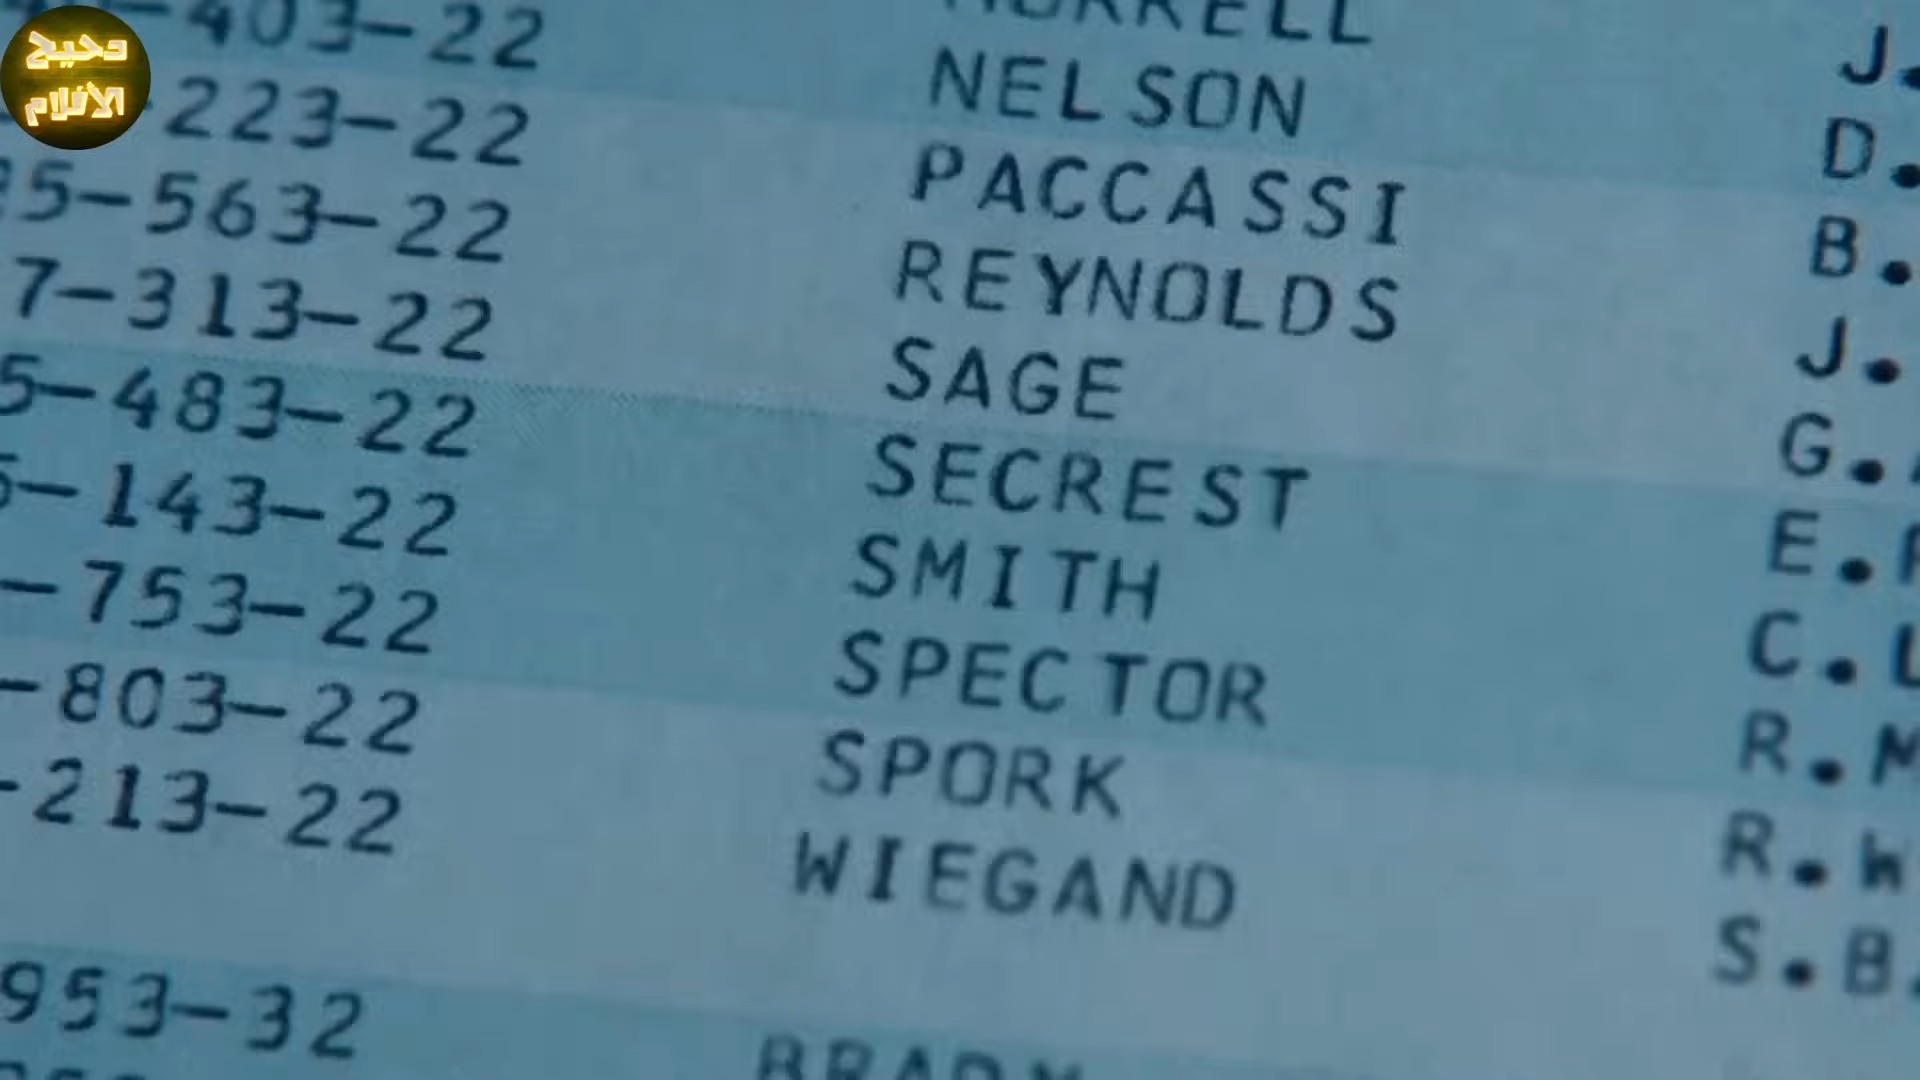 دحيح
الأفلام
J.
403-22 NELSON D.
-223-22 PACCASSI B.
5-563-22 REYNOLDS J.
7-313-22 SAGE G.
5-483-22 SECREST E.
-143-22 SMITH C.L
-753-22 SPECTOR R.M
-803-22 SPORK R.W
-213-22 WIEGAND S.B.
953-32